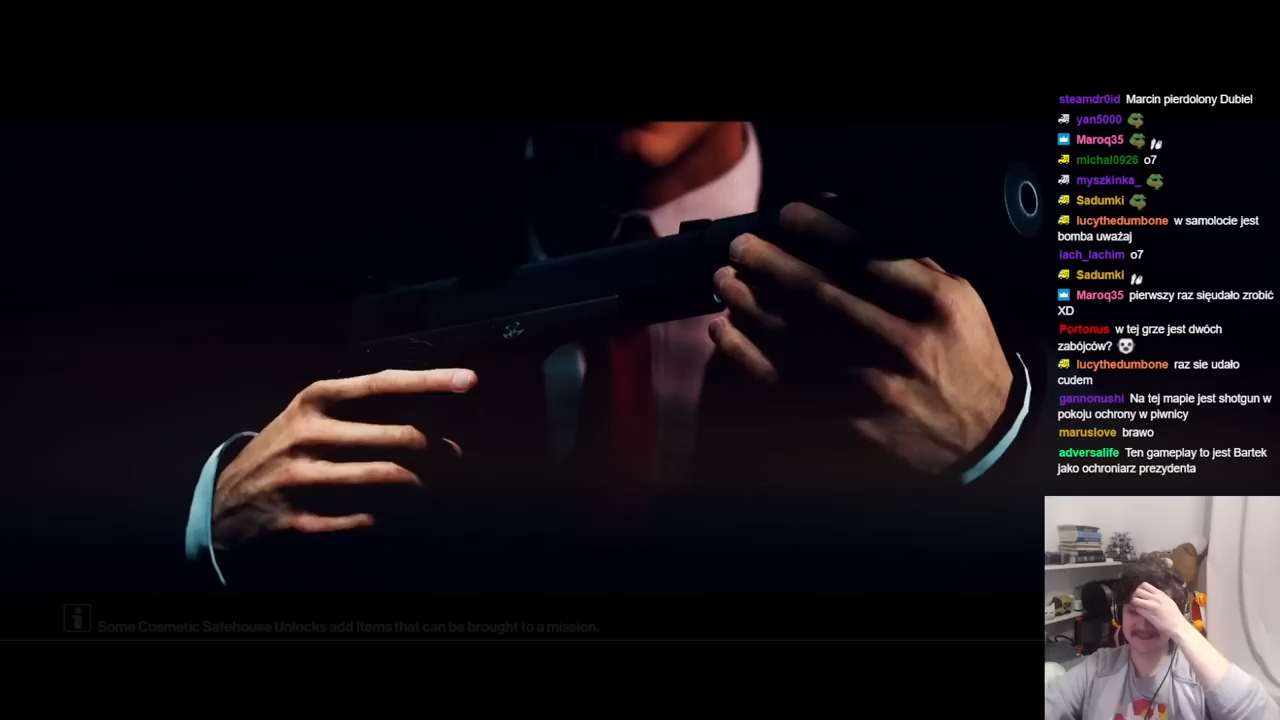 steamdr0id Marcin pierdolony Dubiel
yan5000
Maroq35
michal0926 o7
myszkinka_
Sadumki
lucythedumbone w samolocie jest
bomba uważaj
lach_lachim o7
Sadumki
Maroq35 pierwszy raz sięudało zrobić
XD
Portonus w tej grze jest dwóch
zabójców?
lucythedumbone raz sie udało
cudem
gannonushi Na tej mapie jest shotgun w
pokoju ochrony w piwnicy
maruslove brawo
adversalife Ten gameplay to jest Bartek
jako ochroniarz prezydenta
Some Cosmetic Safehouse Unlocks add Items that can be brought to a mission.